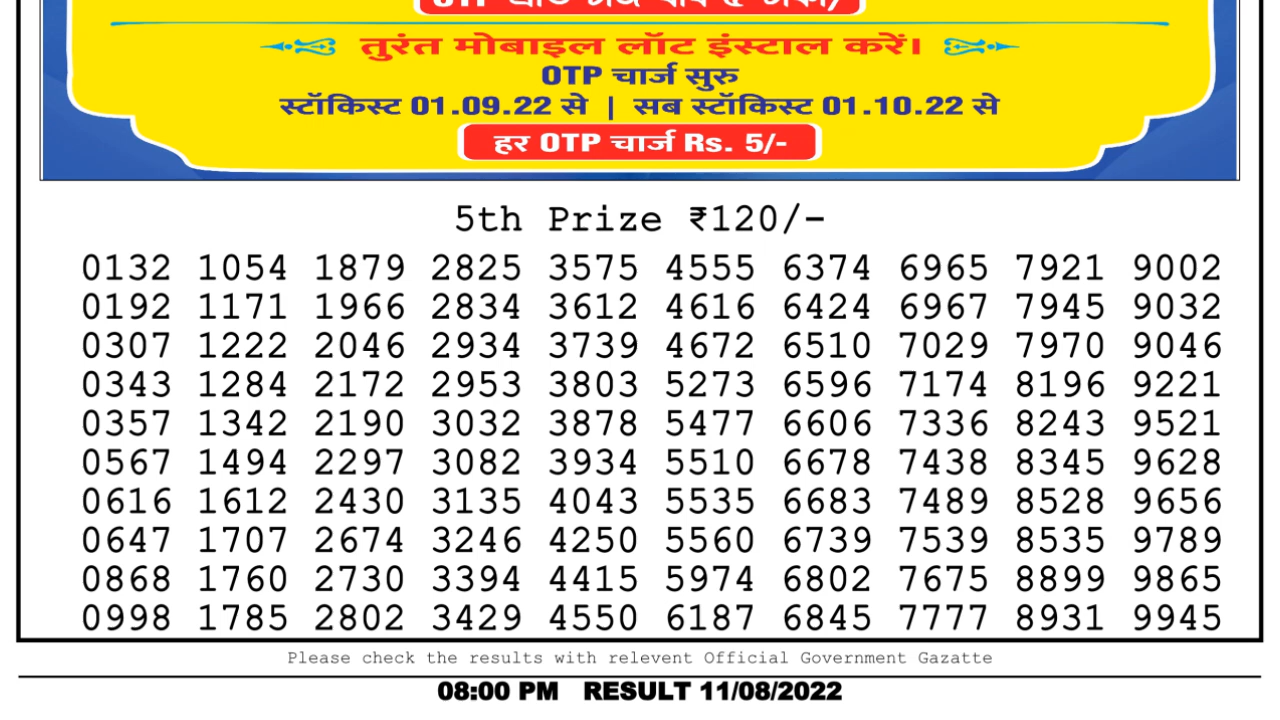 तुरंत मोबाइल लॉट इंस्टाल करें।
OTP चार्ज सुरु
स्टॉकिस्ट 01.09.22 से | सब स्टॉकिस्ट 01.10.22 से
हर OTP चार्ज Rs. 5/-
5th Prize ₹120/-
0132 1054 1879 2825 3575 4555 6374 6965 7921 9002
0192 1171 1966 2834 3612 4616 6424 6967 7945 9032
0307 1222 2046 2934 3739 4672 6510 7029 7970 9046
0343 1284 2172 2953 3803 5273 6596 7174 8196 9221
0357 1342 2190 3032 3878 5477 6606 7336 8243 9521
0567 1494 2297 3082 3934 5510 6678 7438 8345 9628
0616 1612 2430 3135 4043 5535 6683 7489 8528 9656
0647 1707 2674 3246 4250 5560 6739 7539 8535 9789
0868 1760 2730 3394 4415 5974 6802 7675 8899 9865
0998 1785 2802 3429 4550 6187 6845 7777 8931 9945
Please check the results with relevent Official Government Gazatte
08:00 PM RESULT 11/08/2022